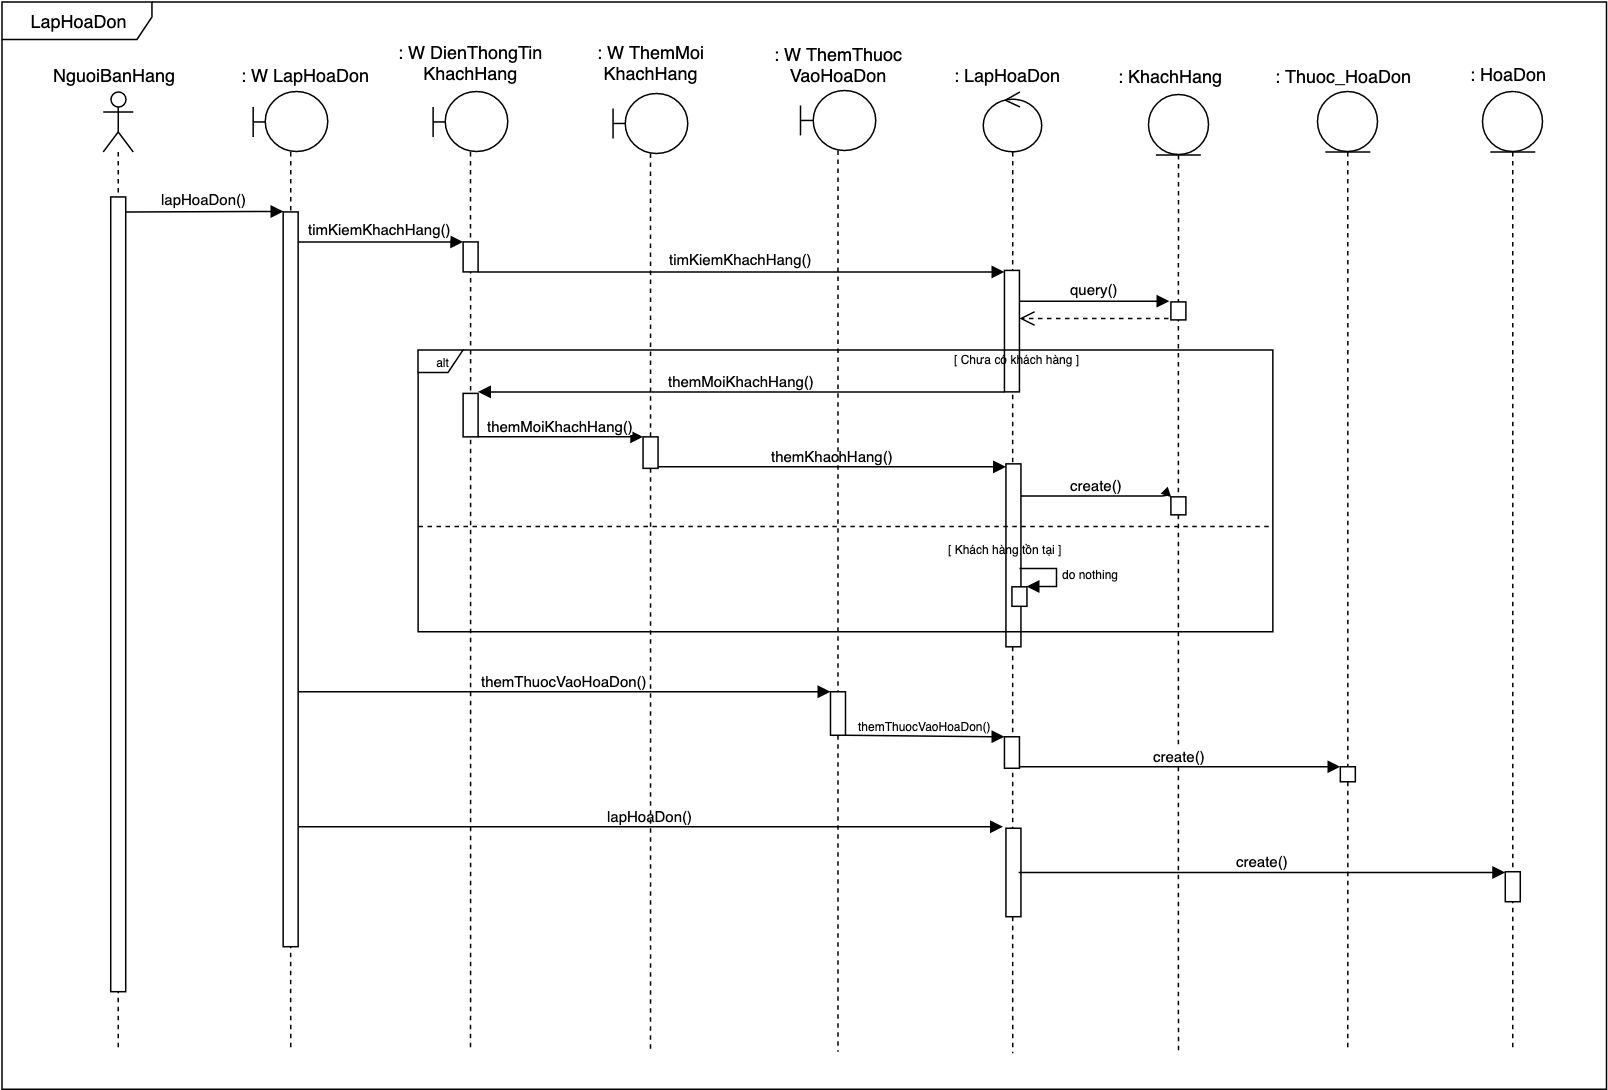 LapHoaDon
NguoiBanHang
: W LapHoaDon
: W DienThongTin
KhachHang
: W ThemMoi
KhachHang
: W ThemThuoc
VaoHoaDon
: LapHoaDon
: KhachHang
: Thuoc_HoaDon
: HoaDon
lapHoaDon()
timKiemKhachHang()
timKiemKhachHang()
query()
alt
[ Chưa có khách hàng ]
themMoiKhachHang()
themMoiKhachHang()
themKhachHang()
create()
[ Khách hàng tồn tại ]
do nothing
themThuocVaoHoaDon()
themThuocVaoHoaDon()
create()
lapHoaDon()
create()